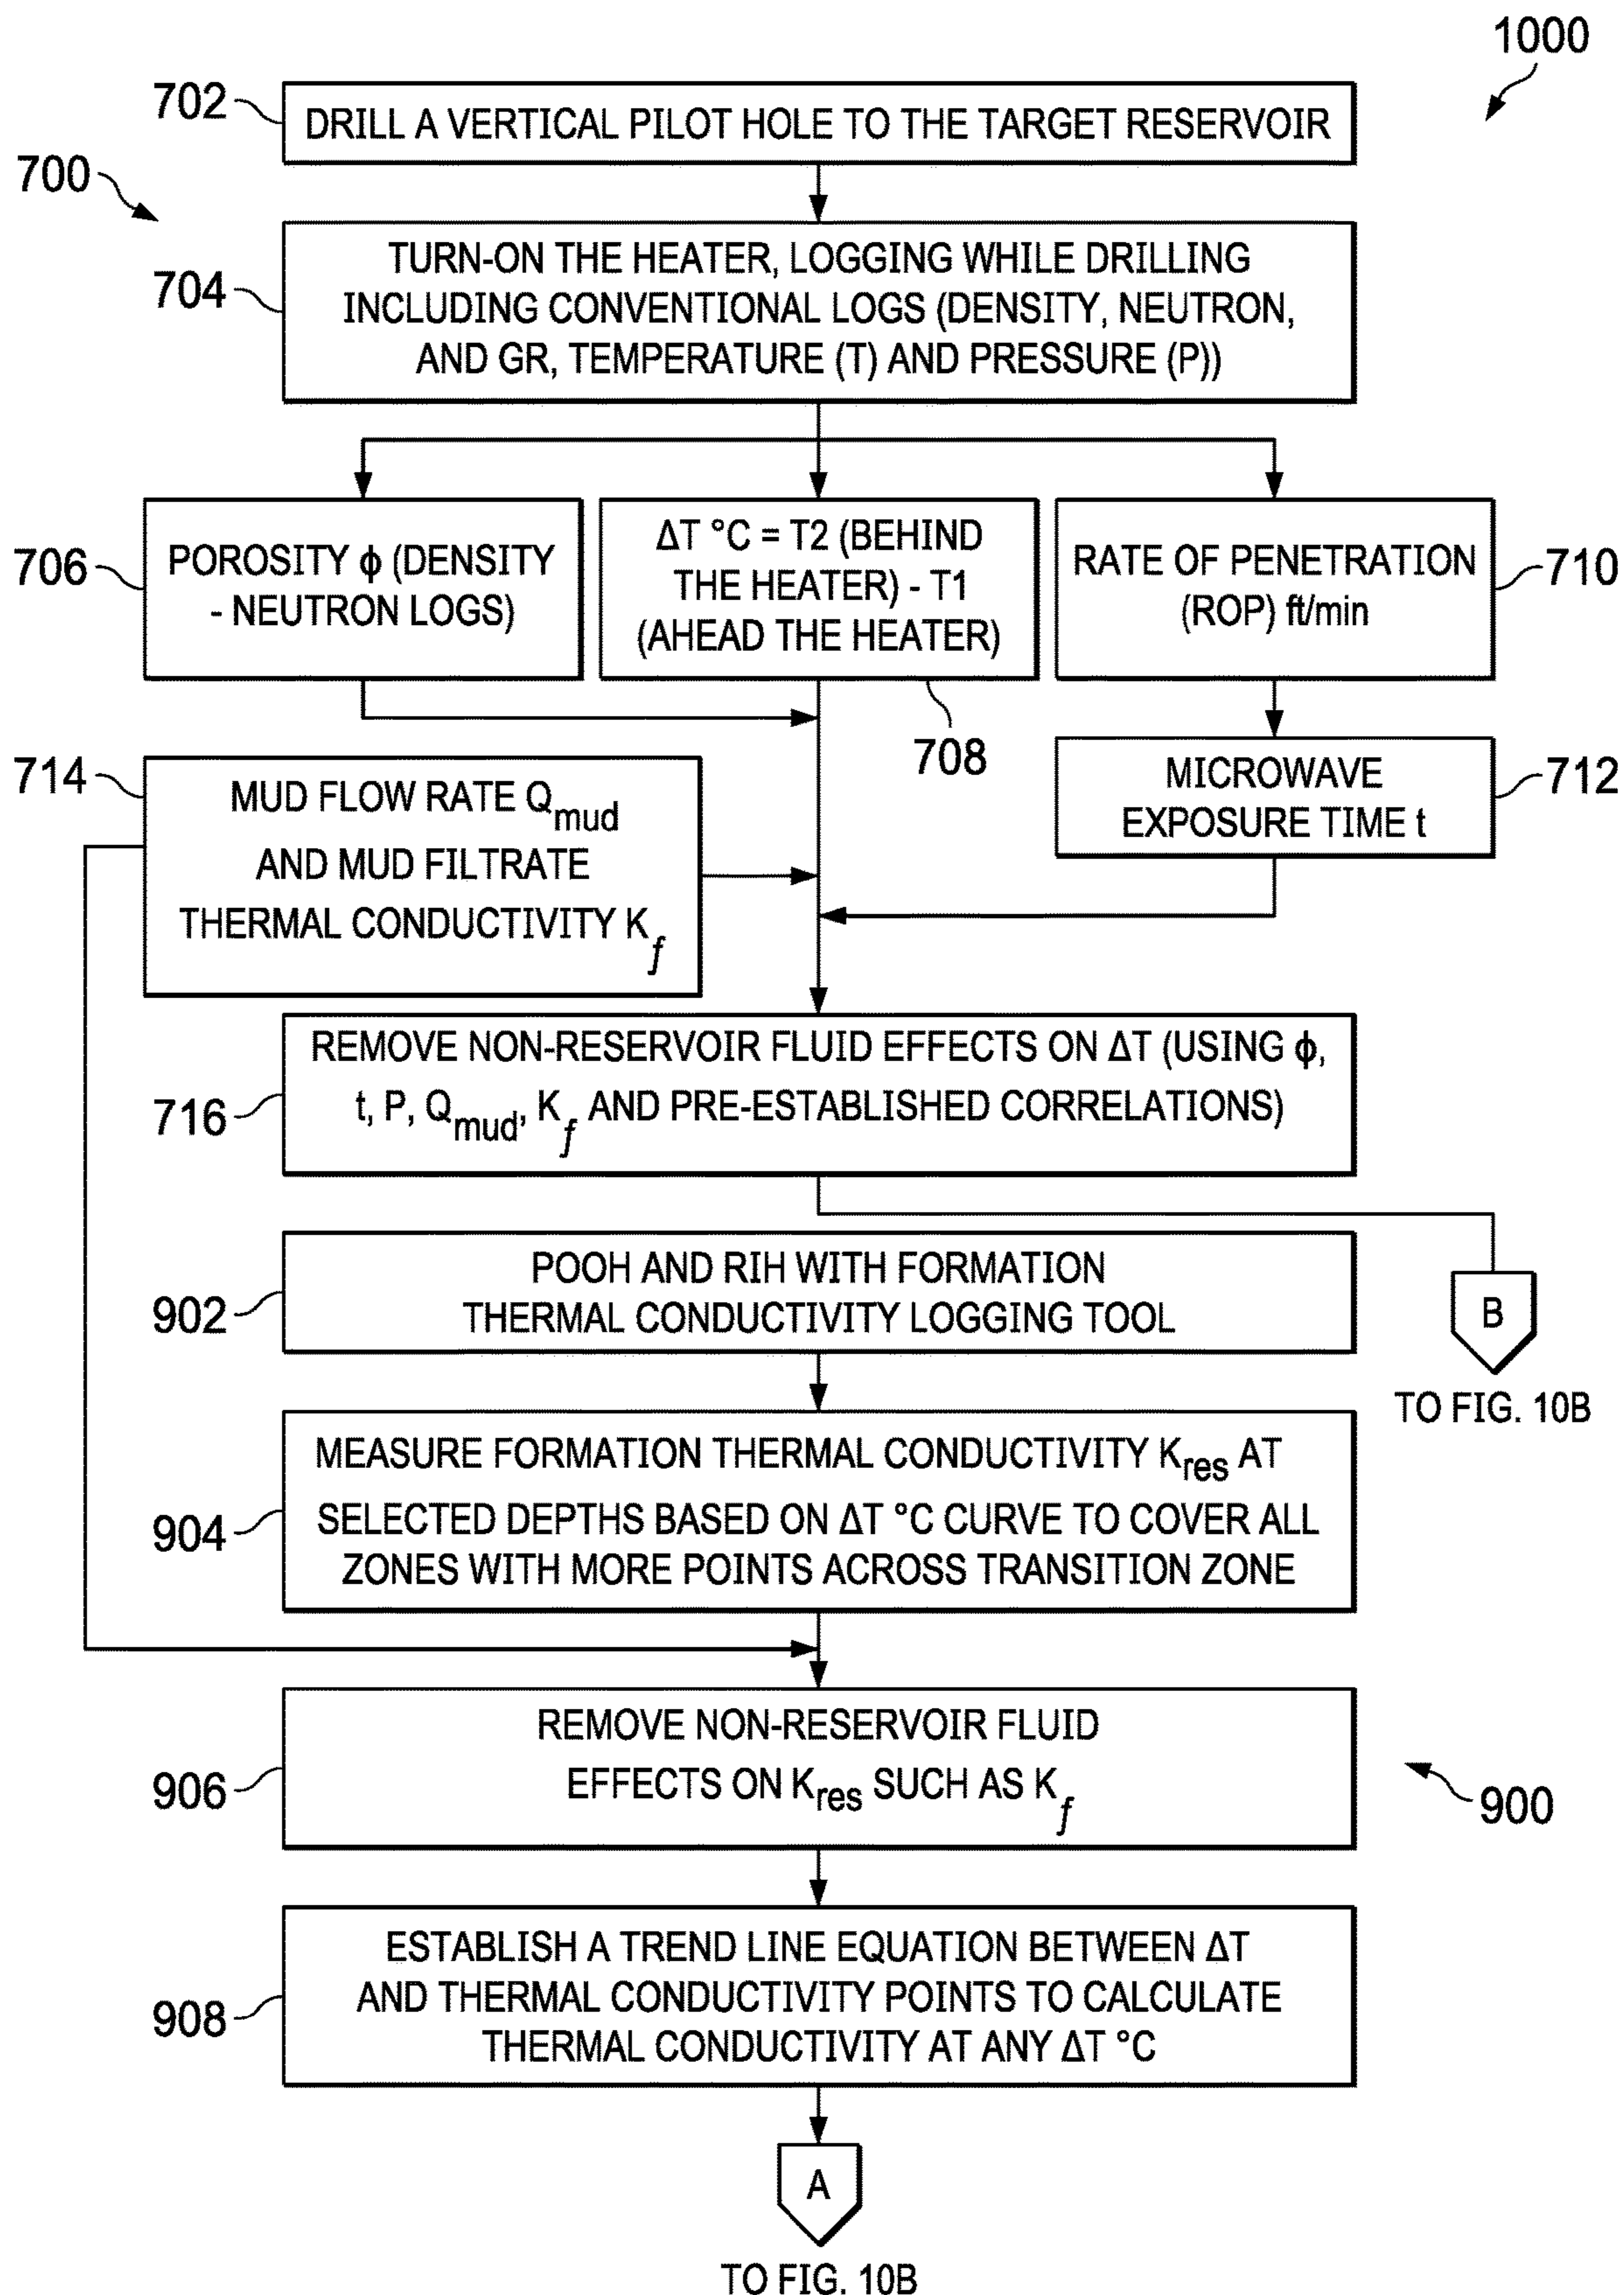 1000
702
DRILL A VERTICAL PILOT HOLE TO THE TARGET RESERVOIR
700
704
TURN-ON THE HEATER, LOGGING WHILE DRILLING
INCLUDING CONVENTIONAL LOGS (DENSITY, NEUTRON,
AND GR, TEMPERATURE (T) AND PRESSURE (P))
706
POROSITY ϕ (DENSITY
- NEUTRON LOGS)
ΔT °C = T2 (BEHIND
THE HEATER) - T1
(AHEAD THE HEATER)
708
RATE OF PENETRATION
(ROP) ft/min
710
714
MUD FLOW RATE Qmud
AND MUD FILTRATE
THERMAL CONDUCTIVITY Kf
MICROWAVE
EXPOSURE TIME t
712
716
REMOVE NON-RESERVOIR FLUID EFFECTS ON ΔT (USING ϕ,
t, P, Qmud, Kf AND PRE-ESTABLISHED CORRELATIONS)
902
POOH AND RIH WITH FORMATION
THERMAL CONDUCTIVITY LOGGING TOOL
B
TO FIG. 10B
904
MEASURE FORMATION THERMAL CONDUCTIVITY Kres AT
SELECTED DEPTHS BASED ON ΔT °C CURVE TO COVER ALL
ZONES WITH MORE POINTS ACROSS TRANSITION ZONE
906
REMOVE NON-RESERVOIR FLUID
EFFECTS ON Kres SUCH AS Kf
900
908
ESTABLISH A TREND LINE EQUATION BETWEEN ΔT
AND THERMAL CONDUCTIVITY POINTS TO CALCULATE
THERMAL CONDUCTIVITY AT ANY ΔT °C
A
TO FIG. 10B